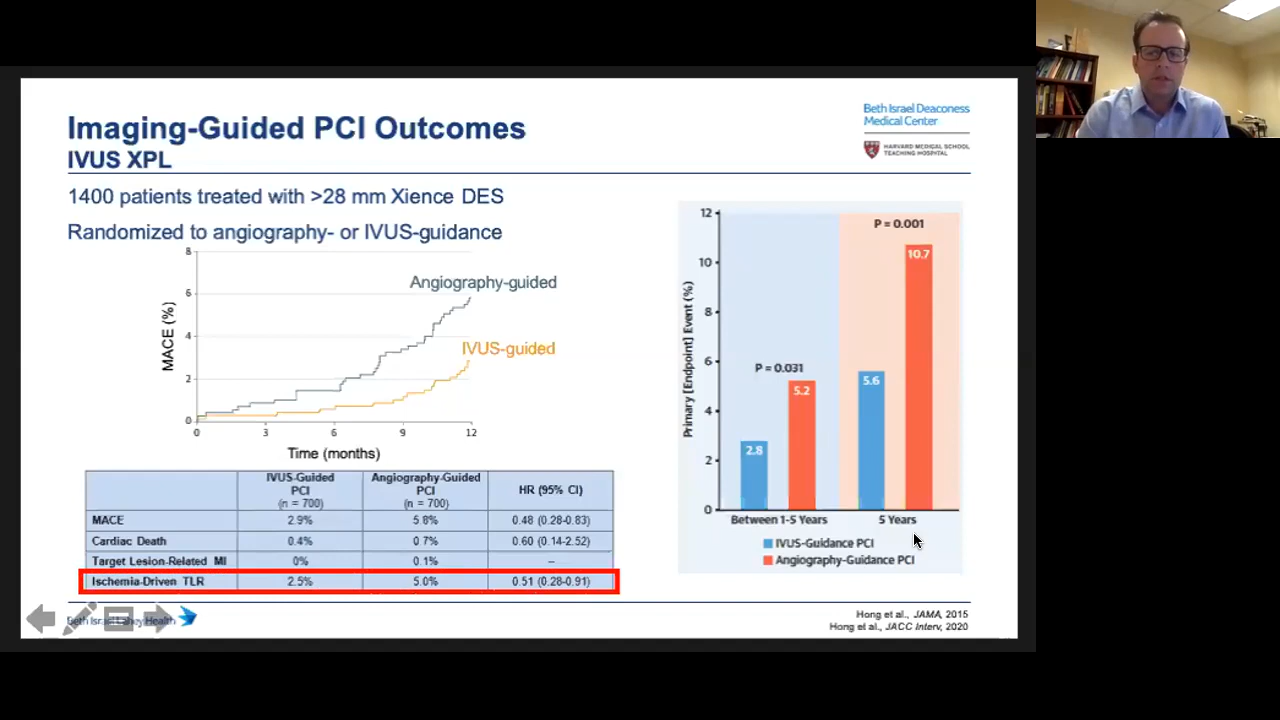 Imaging-Guided PCI Outcomes
IVUS XPL
Beth Israel Deaconess
Medical Center
HARVARD MEDICAL SCHOOL
TEACHING HOSPITAL
1400 patients treated with >28 mm Xience DES
Randomized to angiography- or IVUS-guidance
8
6
4
2
0
MACE (%)
Angiography-guided
IVUS-guided
0 3 6 9 12
Time (months)
IVUS-Guided PCI (n = 700) Angiography-Guided PCI (n = 700) HR (95% CI)
MACE 2.9% 5.8% 0.48 (0.28-0.83)
Cardiac Death 0.4% 0.7% 0.60 (0.14-2.52)
Target Lesion-Related MI 0% 0.1% –
Ischemia-Driven TLR 2.5% 5.0% 0.51 (0.28-0.91)
12
10
8
6
4
2
0
Primary [Endpoint] Event (%)
P = 0.031
P = 0.001
2.8
5.2
5.6
10.7
Between 1-5 Years 5 Years
IVUS-Guidance PCI
Angiography-Guidance PCI
Beth Israel Lahey Health
Hong et al., JAMA, 2015
Hong et al., JACC Interv, 2020